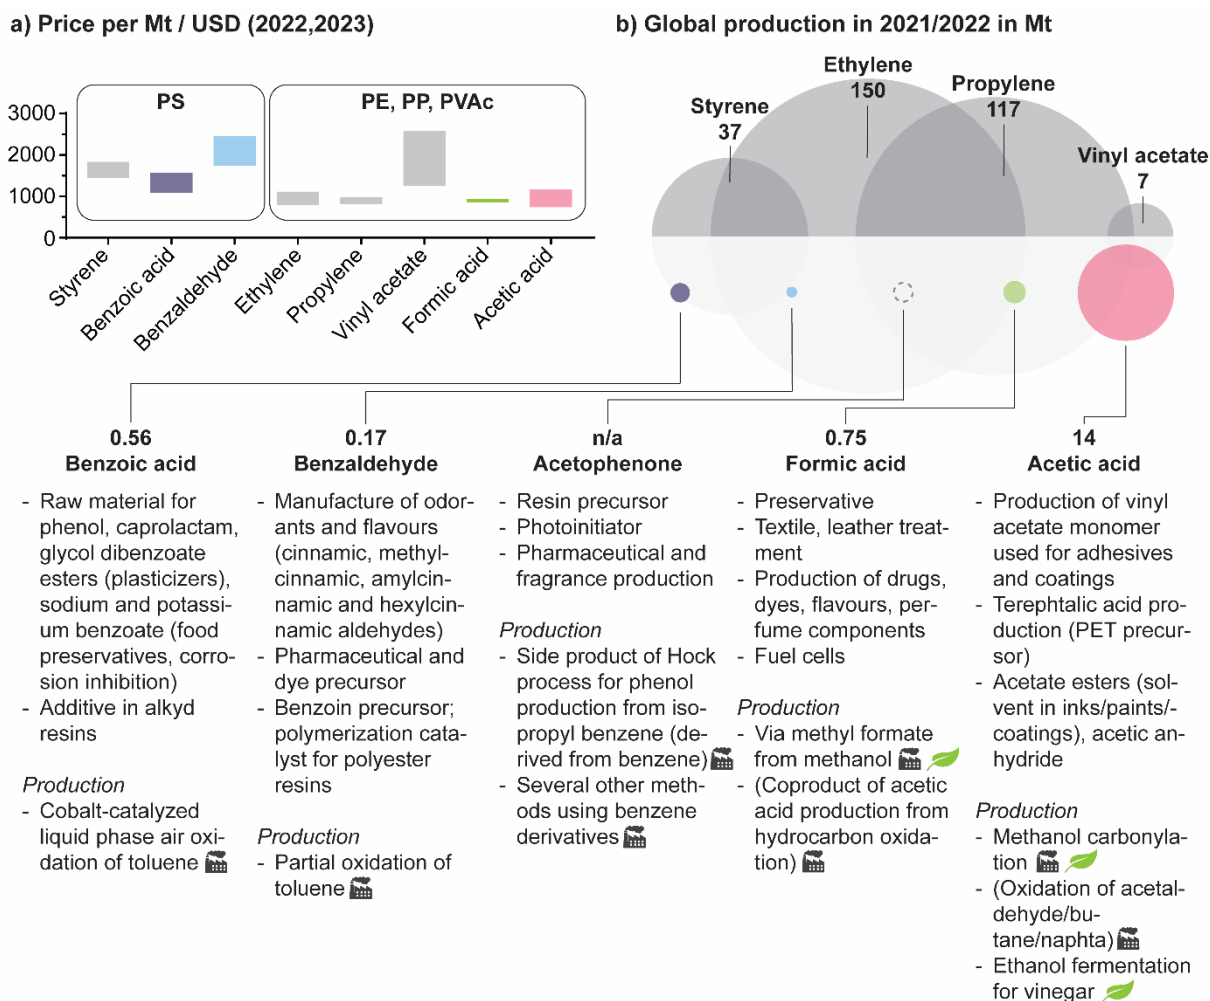 a) Price per Mt / USD (2022,2023)
PS
PE, PP, PVAc
3000
2000
1000
0
Styrene
Benzoic acid
Benzaldehyde
Ethylene
Propylene
Vinyl acetate
Formic acid
Acetic acid
b) Global production in 2021/2022 in Mt
Ethylene
150
Propylene
117
Styrene
37
Vinyl acetate
7
0.56
Benzoic acid
- Raw material for
phenol, caprolactam,
glycol dibenzoate
esters (plasticizers),
sodium and potassi-
um benzoate (food
preservatives, corro-
sion inhibition)
- Additive in alkyd
resins
Production
- Cobalt-catalyzed
liquid phase air oxi-
dation of toluene
0.17
Benzaldehyde
- Manufacture of odor-
ants and flavours
(cinnamic, methyl-
cinnamic, amylcin-
namic and hexylcin-
namic aldehydes)
- Pharmaceutical and
dye precursor
- Benzoin precursor;
polymerization cata-
lyst for polyester
resins
Production
- Partial oxidation of
toluene
n/a
Acetophenone
- Resin precursor
- Photoinitiator
- Pharmaceutical and
fragrance production
Production
- Side product of Hock
process for phenol
production from iso-
propyl benzene (de-
rived from benzene)
- Several other meth-
ods using benzene
derivatives
0.75
Formic acid
- Preservative
- Textile, leather treat-
ment
- Production of drugs,
dyes, flavours, per-
fume components
- Fuel cells
Production
- Via methyl formate
from methanol
- (Coproduct of acetic
acid production from
hydrocarbon oxida-
tion)
14
Acetic acid
- Production of vinyl
acetate monomer
used for adhesives
and coatings
- Terephtalic acid pro-
duction (PET precur-
sor)
- Acetate esters (sol-
vent in inks/paints/-
coatings), acetic an-
hydride
Production
- Methanol carbonyla-
tion
- (Oxidation of acetal-
dehyde/bu-
tane/naphta)
- Ethanol fermentation
for vinegar